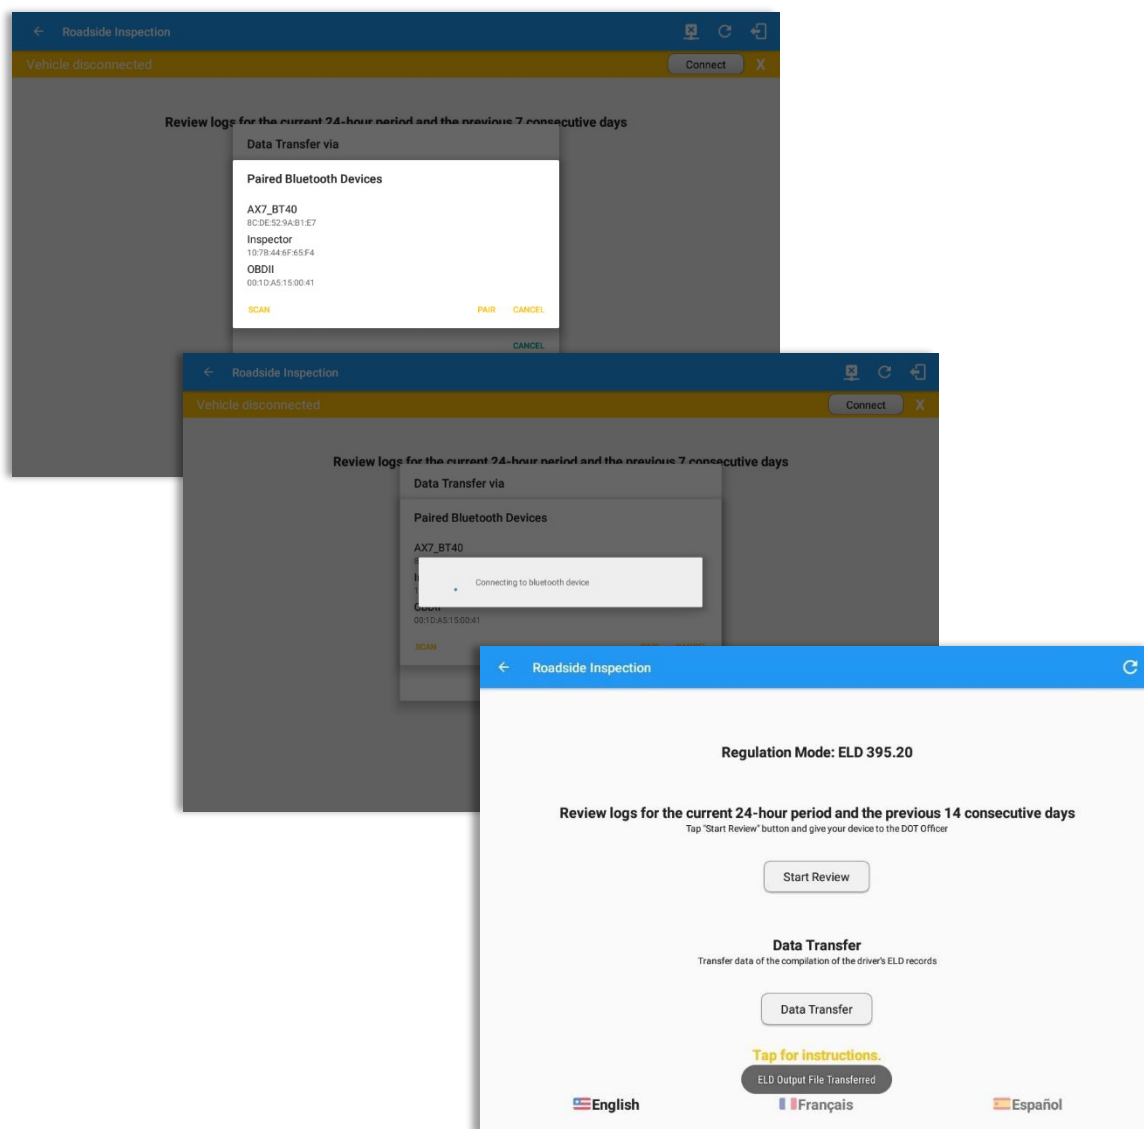 Roadside Inspection
Vehicle disconnected
Connect X
Review logs for the current 24-hour period and the previous 7 consecutive days
Data Transfer via
Paired Bluetooth Devices
AX7_BT40
8C:DE:52:9A:B1:E7
Inspector
10:7B:44:6F:65:F4
OBDII
00:1D:A5:15:00:41
SCAN PAIR CANCEL
CANCEL
Roadside Inspection
Vehicle disconnected
Connect X
Review logs for the current 24-hour period and the previous 7 consecutive days
Data Transfer via
Paired Bluetooth Devices
AX7_BT40
Connecting to bluetooth device
OBDII
00:1D:A5:15:00:41
SCAN
Roadside Inspection
Regulation Mode: ELD 395.20
Review logs for the current 24-hour period and the previous 14 consecutive days
Tap "Start Review" button and give your device to the DOT Officer
Start Review
Data Transfer
Transfer data of the compilation of the driver's ELD records
Data Transfer
Tap for instructions.
ELD Output File Transferred
English Français Español